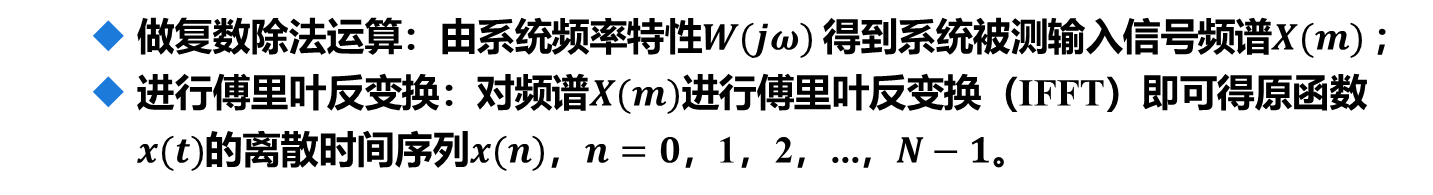 ◆ 做复数除法运算：由系统频率特性W(jω) 得到系统被测输入信号频谱X(m)；
◆ 进行傅里叶反变换：对频谱X(m)进行傅里叶反变换（IFFT）即可得原函数
x(t)的离散时间序列x(n)，n = 0，1，2，…，N − 1。